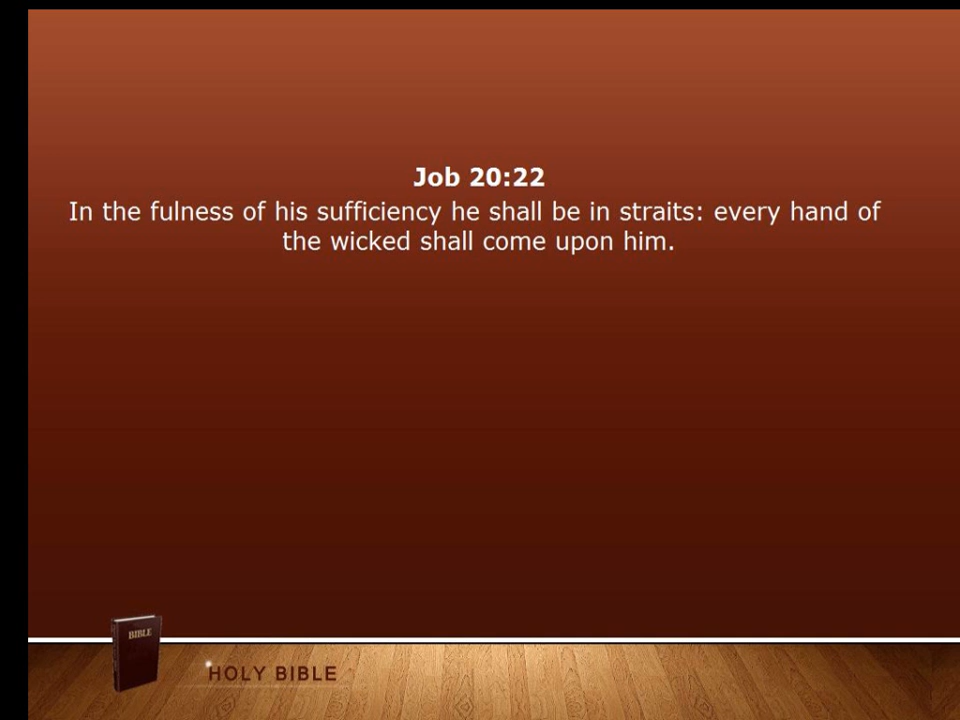 Job 20:22
In the fulness of his sufficiency he shall be in straits: every hand of
the wicked shall come upon him.
BIBLE
HOLY BIBLE